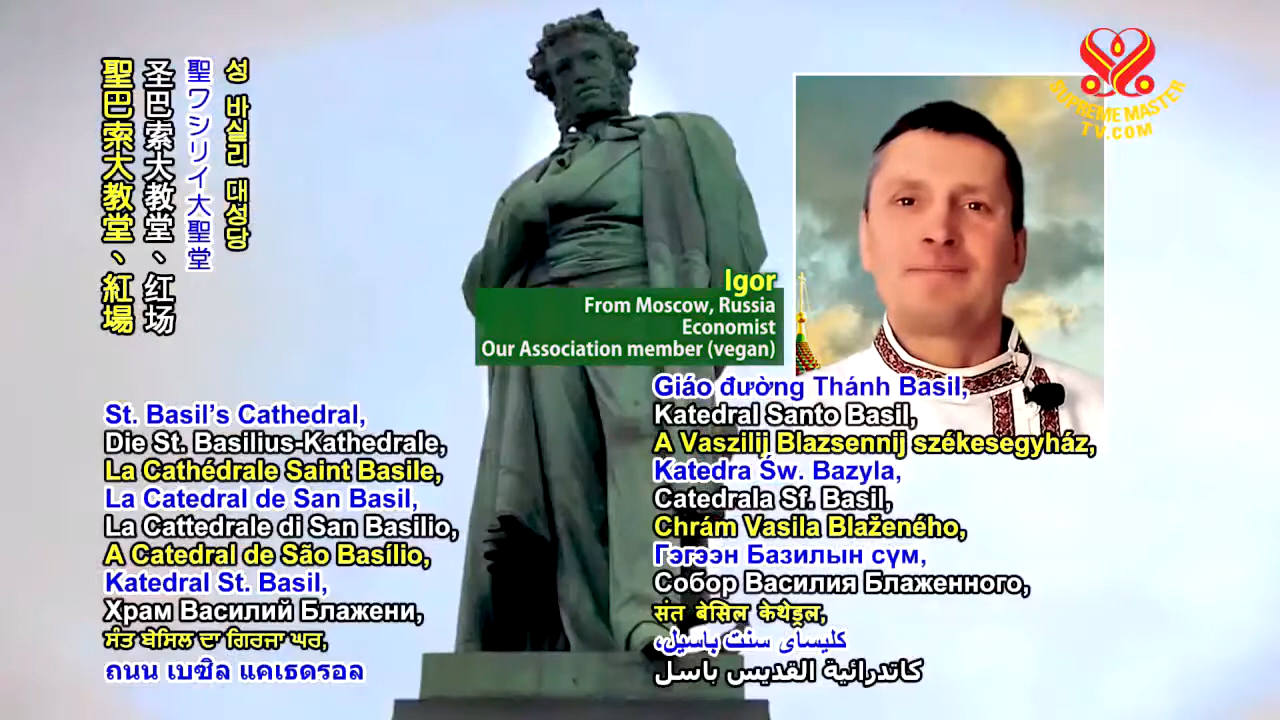 聖巴索大教堂、紅場
圣巴索大教堂、红场
聖ワシリイ大聖堂
성 바실리 대성당
SUPREME MASTER
TV.COM
Igor
From Moscow, Russia
Economist
Our Association member (vegan)
St. Basil’s Cathedral,
Die St. Basilius-Kathedrale,
La Cathédrale Saint Basile,
La Catedral de San Basil,
La Cattedrale di San Basilio,
A Catedral de São Basílio,
Katedral St. Basil,
Храм Василий Блажени,
ਸੰਤ ਬੇਸਿਲ ਦਾ ਗਿਰਜਾ ਘਰ,
ถนน เบซิล แคเธดรอล
Giáo đường Thánh Basil,
Katedral Santo Basil,
A Vaszilij Blazsennij székesegyház,
Katedra Św. Bazyla,
Catedrala Sf. Basil,
Chrám Vasila Blaženého,
Гэгээн Базилын сүм,
Собор Василия Блаженного,
संत बेसिल केथेड्रल,
کلیسای سنت باسیل،
كاتدرائية القديس باسل